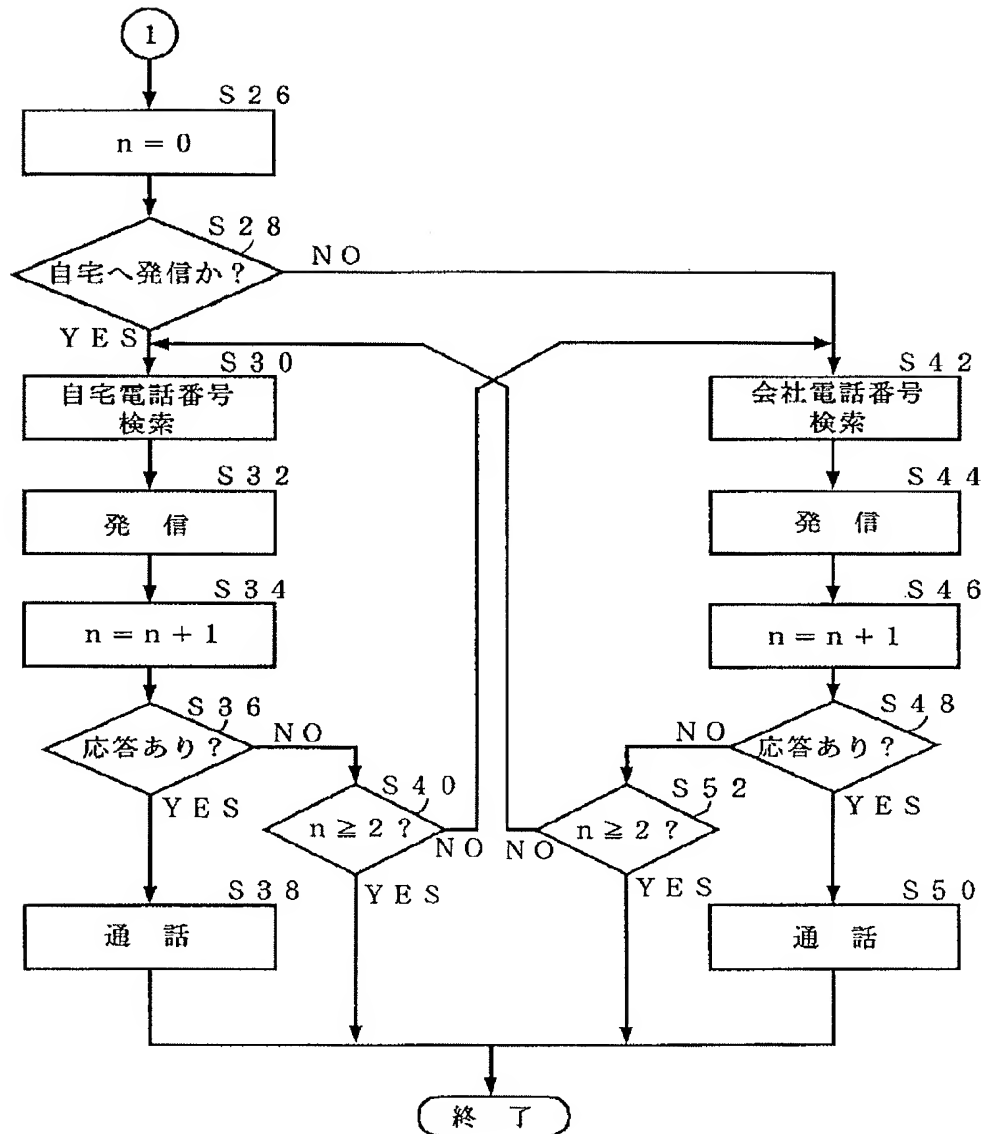 1
S26
n = 0
S28
自宅へ発信か?
NO
YES
S30
自宅電話番号
検索
S42
会社電話番号
検索
S32
発 信
S44
発 信
S34
n = n + 1
S46
n = n + 1
S36
応答あり?
NO
YES
S48
応答あり?
NO
YES
S40
n ≧ 2 ?
NO
YES
S52
n ≧ 2 ?
NO
YES
S38
通 話
S50
通 話
終 了